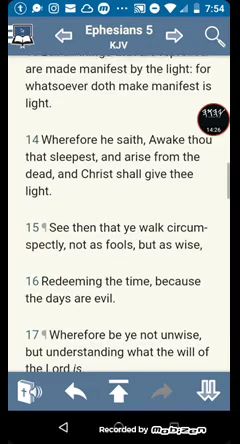 7:54
Ephesians 5
KJV
are made manifest by the light: for
whatsoever doth make manifest is
light.
14 Wherefore he saith, Awake thou
that sleepest, and arise from the
dead, and Christ shall give thee
light.
15 ¶ See then that ye walk circum-
spectly, not as fools, but as wise,
16 Redeeming the time, because
the days are evil.
17 ¶ Wherefore be ye not unwise,
but understanding what the will of
the Lord is.
14:26
Recorded by Mobizen